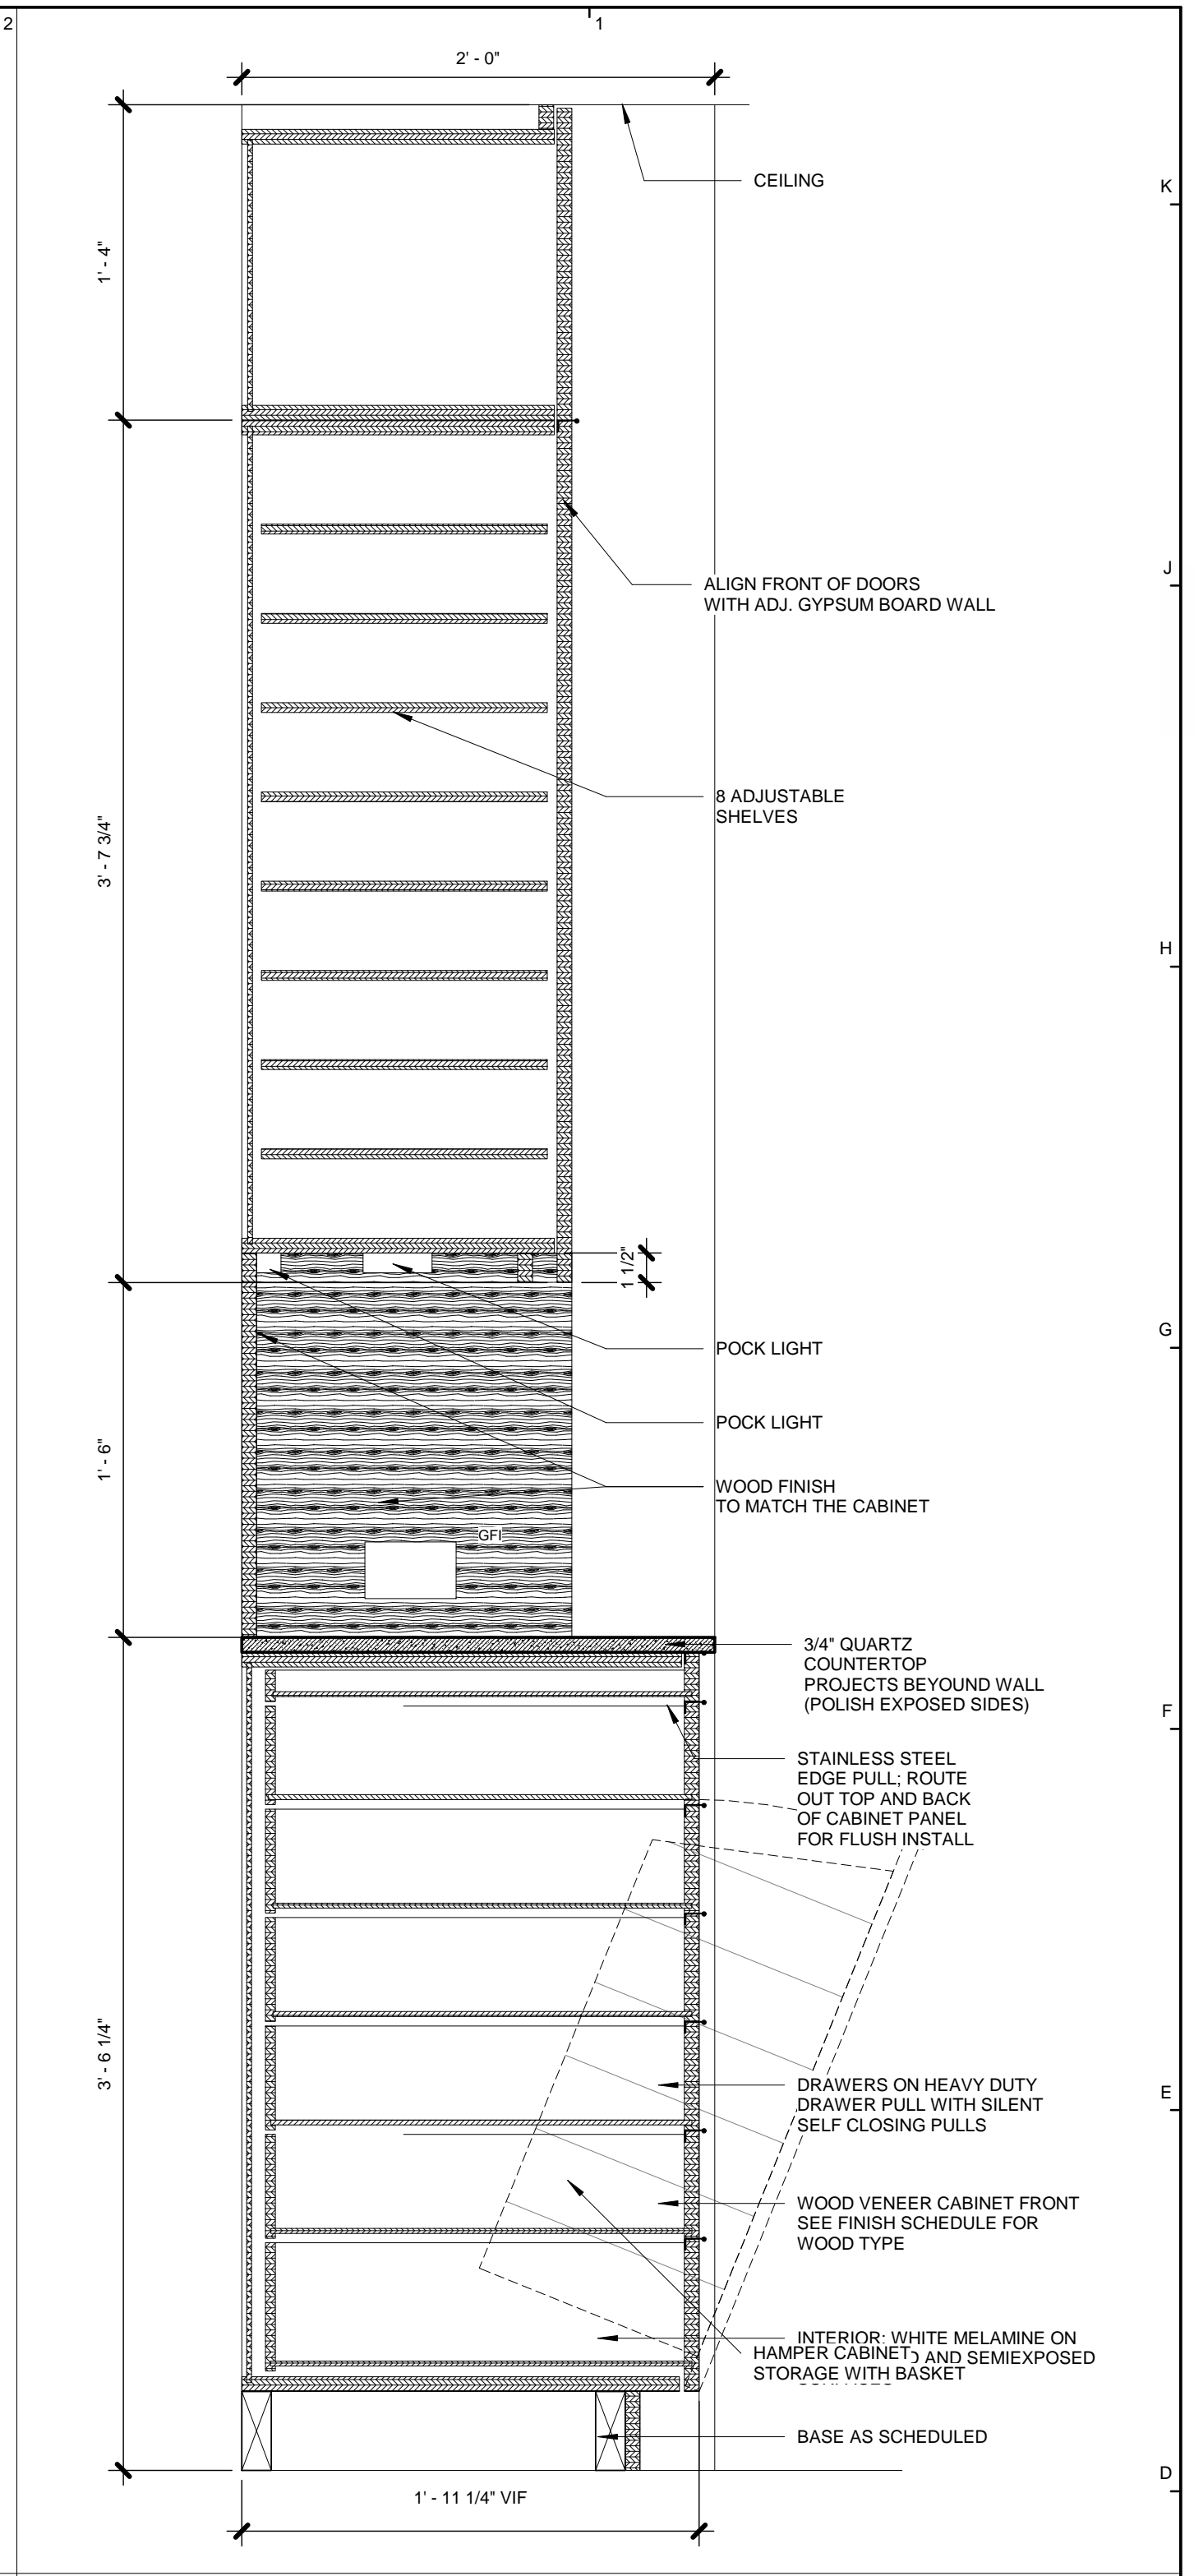 2
1
2' - 0"
CEILING
K
1' - 4"
J
ALIGN FRONT OF DOORS
WITH ADJ. GYPSUM BOARD WALL
8 ADJUSTABLE
SHELVES
3' - 7 3/4"
H
1 1/2"
G
POCK LIGHT
POCK LIGHT
1' - 6"
WOOD FINISH
TO MATCH THE CABINET
GFI
3/4" QUARTZ
COUNTERTOP
PROJECTS BEYOUND WALL
(POLISH EXPOSED SIDES)
F
STAINLESS STEEL
EDGE PULL; ROUTE
OUT TOP AND BACK
OF CABINET PANEL
FOR FLUSH INSTALL
3' - 6 1/4"
E
DRAWERS ON HEAVY DUTY
DRAWER PULL WITH SILENT
SELF CLOSING PULLS
WOOD VENEER CABINET FRONT
SEE FINISH SCHEDULE FOR
WOOD TYPE
INTERIOR: WHITE MELAMINE ON
AND SEMIEXPOSED
HAMPER CABINET
STORAGE WITH BASKET
BASE AS SCHEDULED
D
1' - 11 1/4" VIF